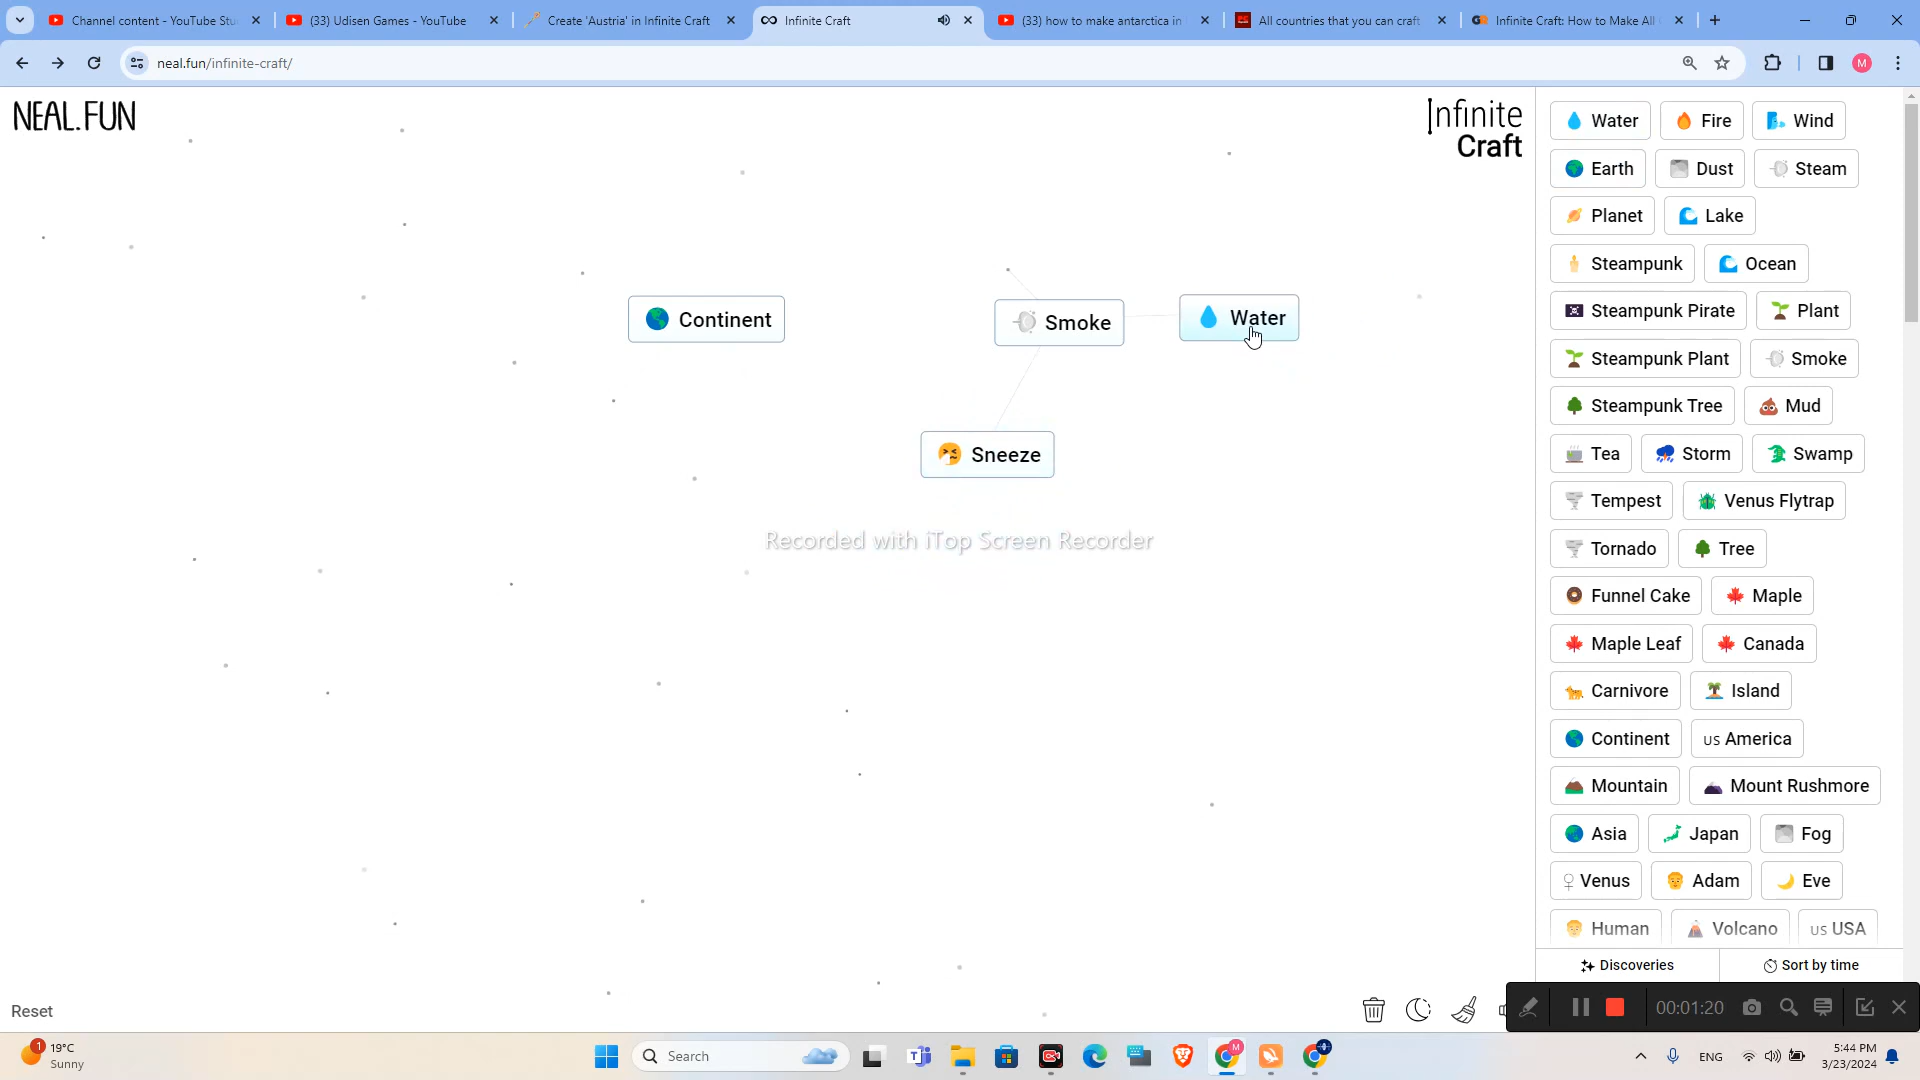 Channel content - YouTube Stu
(33) Udisen Games - YouTube
Create 'Austria' in Infinite Craft
Infinite Craft
(33) how to make antarctica in
All countries that you can craft
Infinite Craft: How to Make All
neal.fun/infinite-craft/
M
NEAL.FUN
Infinite
Craft
Continent
Smoke
Water
Sneeze
Recorded with iTop Screen Recorder
Water Fire Wind
Earth Dust Steam
Planet Lake
Steampunk Ocean
Steampunk Pirate Plant
Steampunk Plant Smoke
Steampunk Tree Mud
Tea Storm Swamp
Tempest Venus Flytrap
Tornado Tree
Funnel Cake Maple
Maple Leaf Canada
Carnivore Island
Continent US America
Mountain Mount Rushmore
Asia Japan Fog
Venus Adam Eve
Human Volcano US USA
Discoveries Sort by time
Reset
00:01:20
1 19°C
Sunny
Search
M
ENG
5:44 PM
3/23/2024